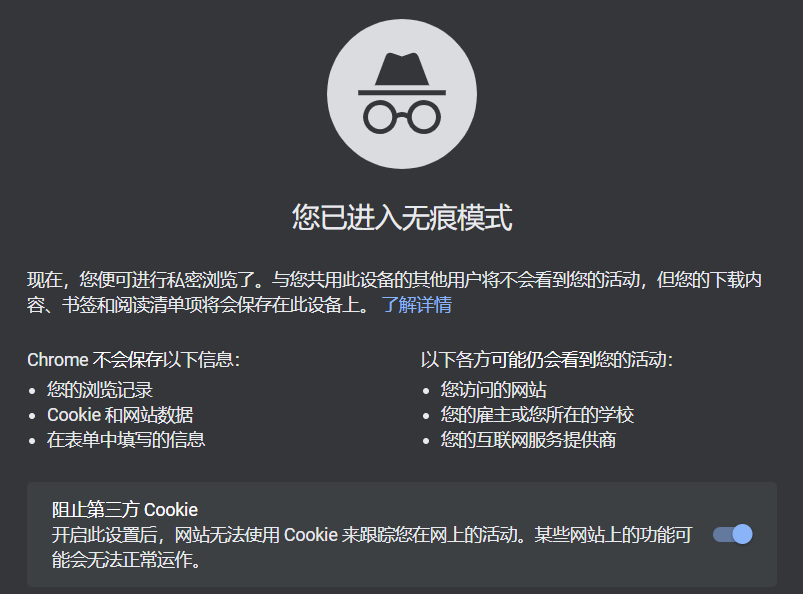 您已进入无痕模式
现在，您便可进行私密浏览了。与您共用此设备的其他用户将不会看到您的活动，但您的下载内
容、书签和阅读清单项将会保存在此设备上。 了解详情
Chrome 不会保存以下信息：
• 您的浏览记录
• Cookie 和网站数据
• 在表单中填写的信息
以下各方可能仍会看到您的活动：
• 您访问的网站
• 您的雇主或您所在的学校
• 您的互联网服务提供商
阻止第三方 Cookie
开启此设置后，网站无法使用 Cookie 来跟踪您在网上的活动。某些网站上的功能可
能会无法正常运作。